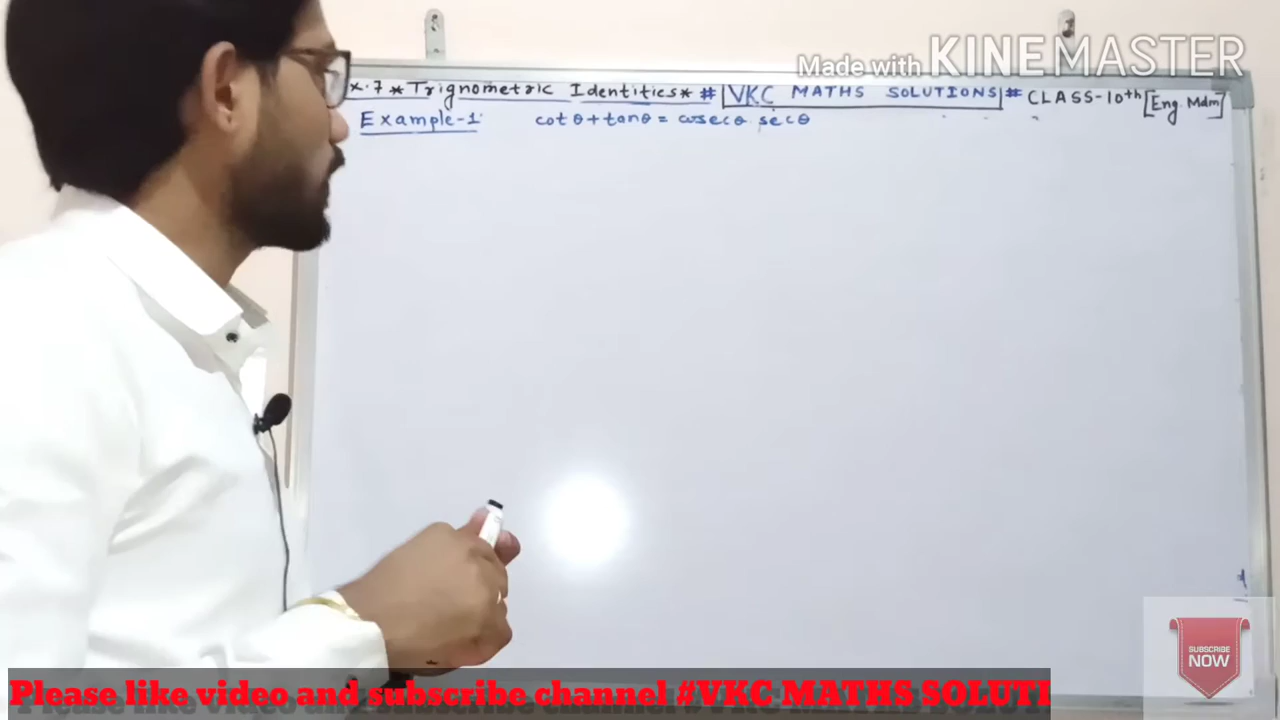 Made with KINEMASTER
x.7 * Trignometric Identities * # VKC MATHS SOLUTIONS # CLASS-10th [Eng. Mdm]
Example-1. cot θ + tan θ = cosec θ sec θ
SUBSCRIBE
NOW
Please like video and subscribe channel #VKC MATHS SOLUTI